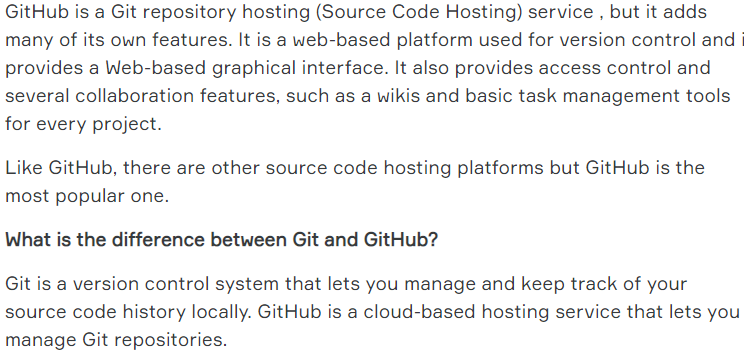 GitHub is a Git repository hosting (Source Code Hosting) service , but it adds
many of its own features. It is a web-based platform used for version control and i
provides a Web-based graphical interface. It also provides access control and
several collaboration features, such as a wikis and basic task management tools
for every project.
Like GitHub, there are other source code hosting platforms but GitHub is the
most popular one.
What is the difference between Git and GitHub?
Git is a version control system that lets you manage and keep track of your
source code history locally. GitHub is a cloud-based hosting service that lets you
manage Git repositories.